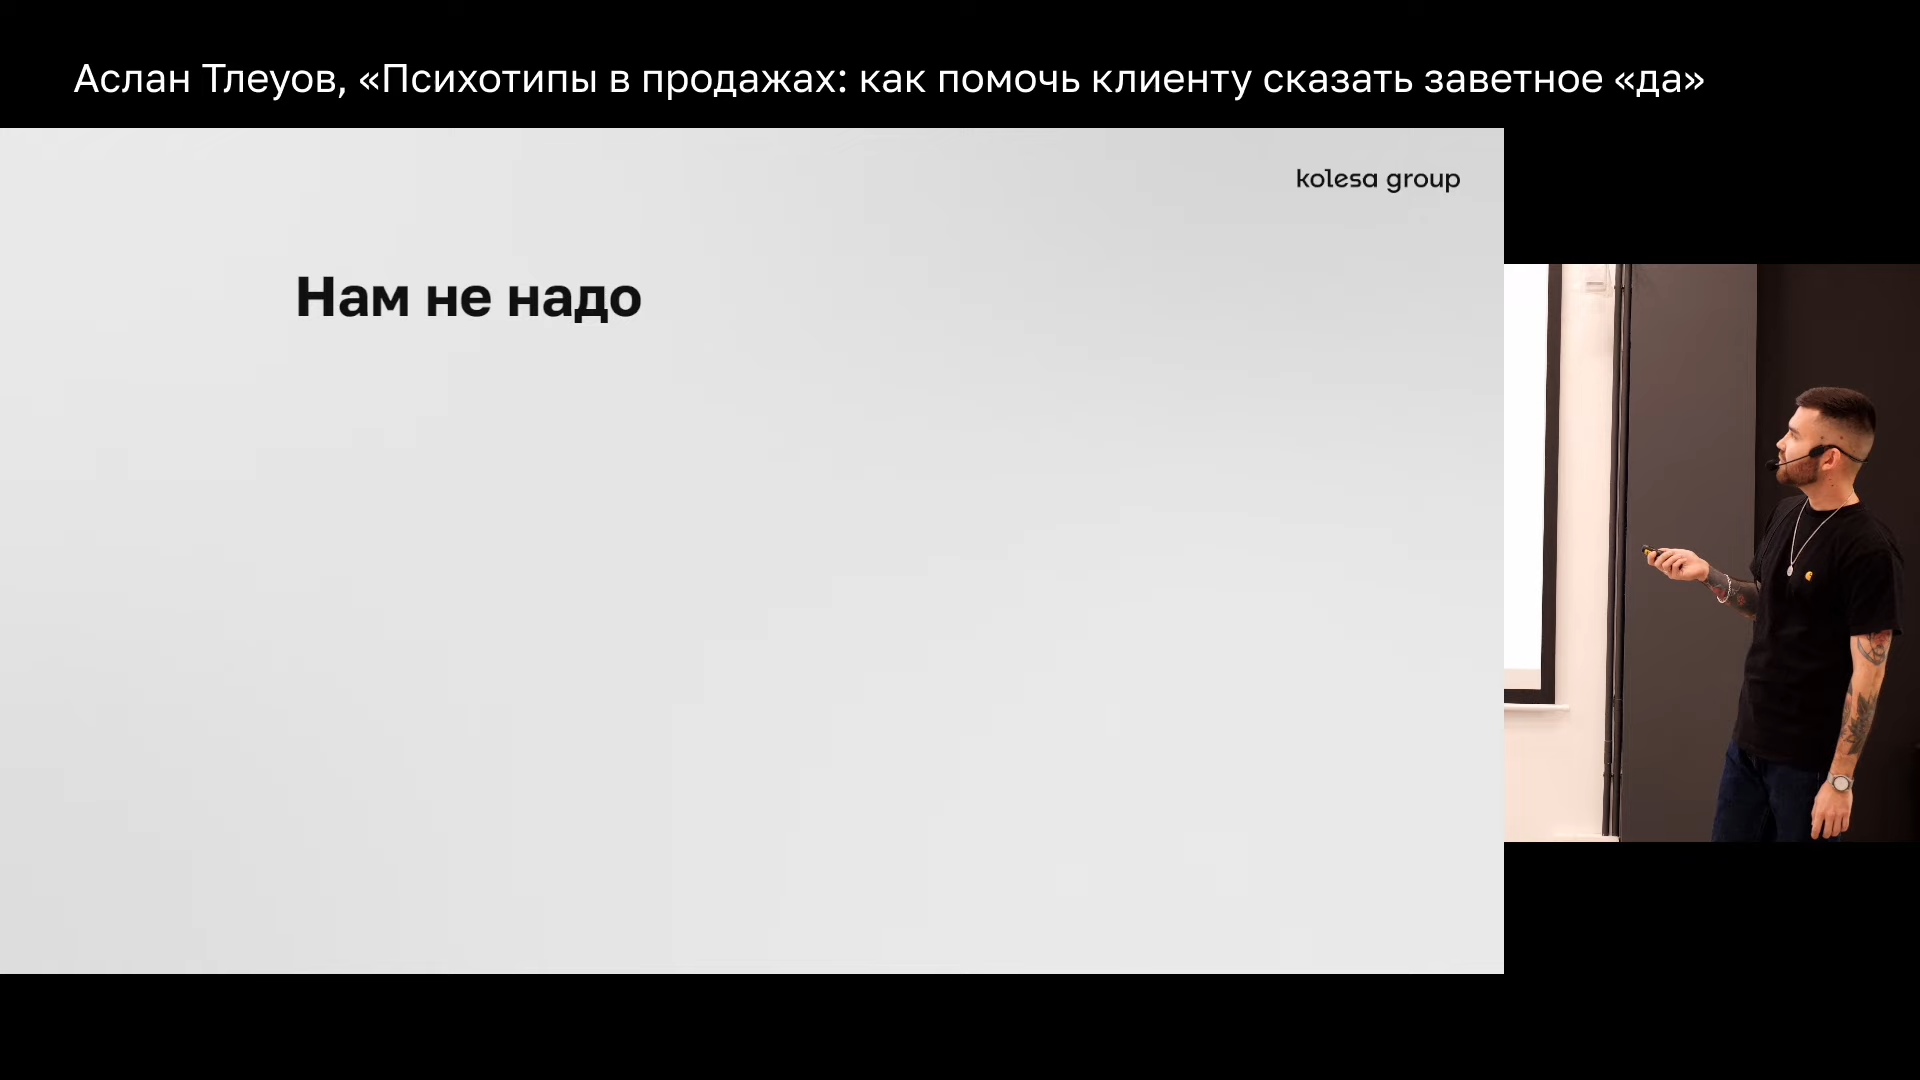 Аслан Тлеуов, «Психотипы в продажах: как помочь клиенту сказать заветное «да»
kolesa group
Нам не надо